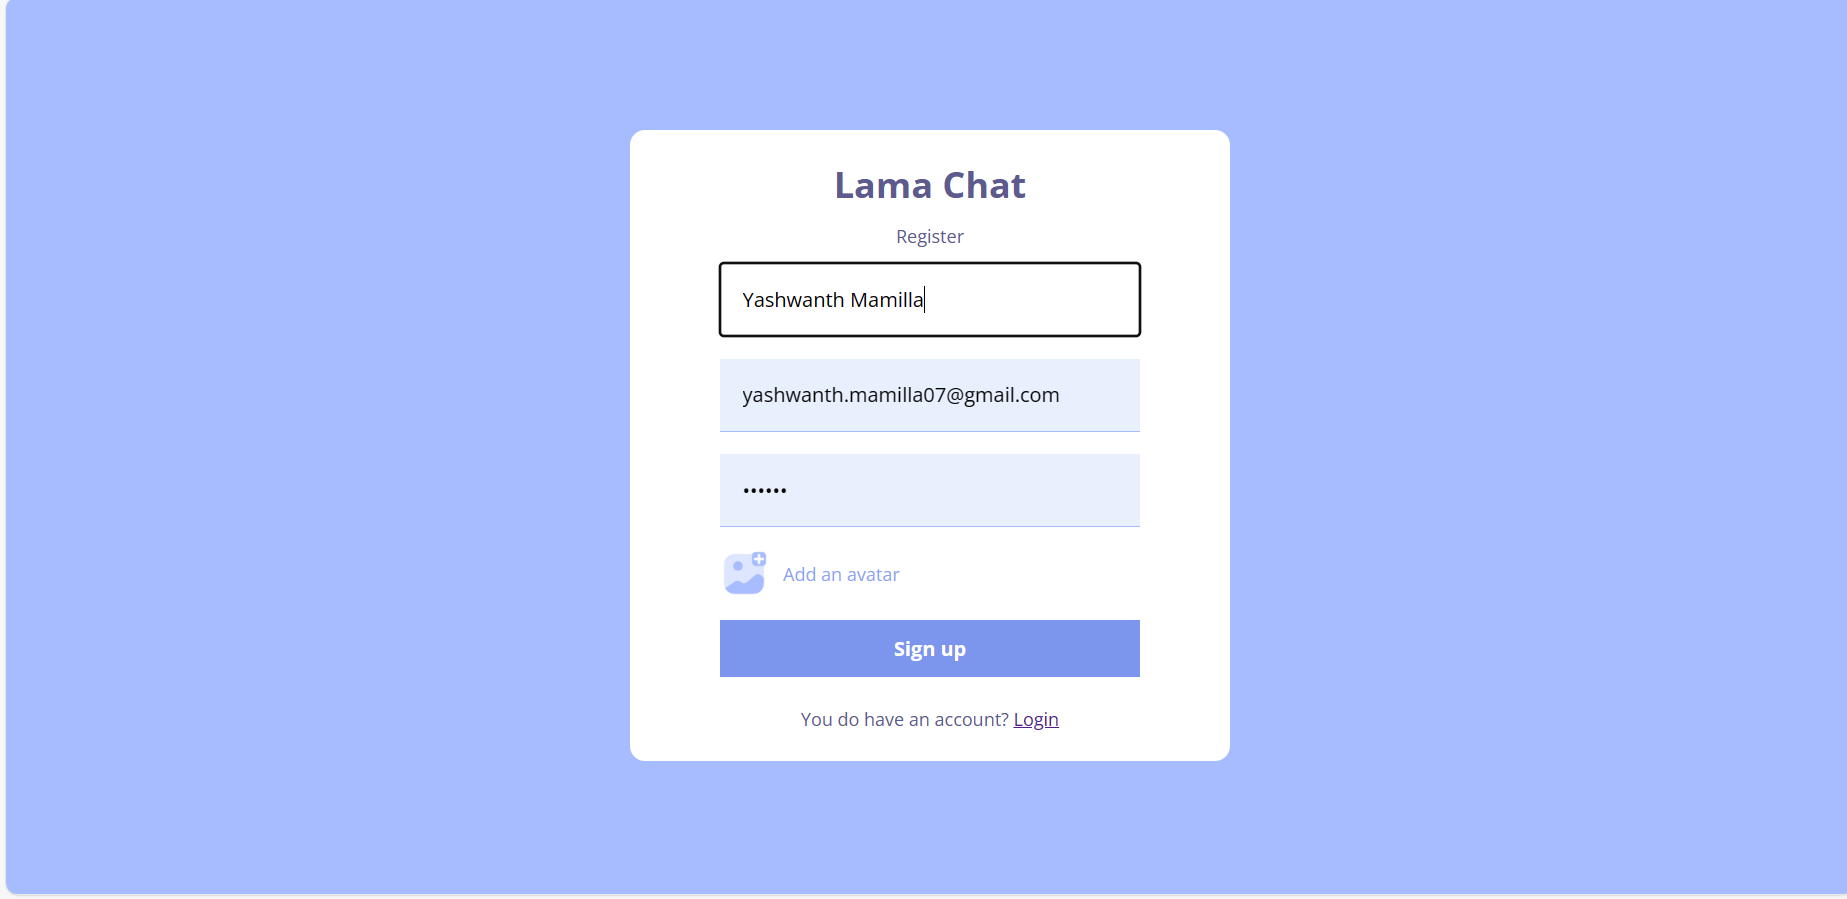 Lama Chat
Register
Yashwanth Mamilla
yashwanth.mamilla07@gmail.com
••••••
Add an avatar
Sign up
You do have an account? Login